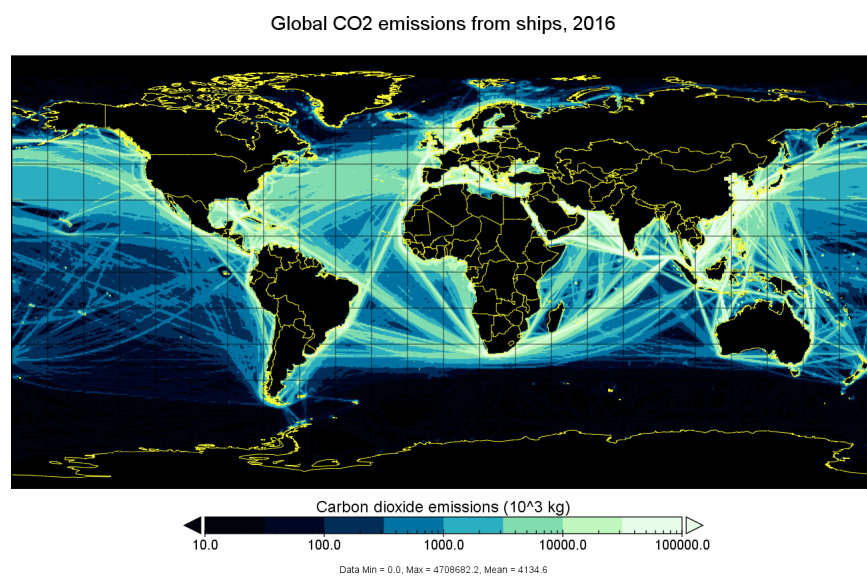 Global CO2 emissions from ships, 2016
Carbon dioxide emissions (10^3 kg)
10.0 100.0 1000.0 10000.0 100000.0
Data Min = 0.0, Max = 4708682.2, Mean = 4134.6